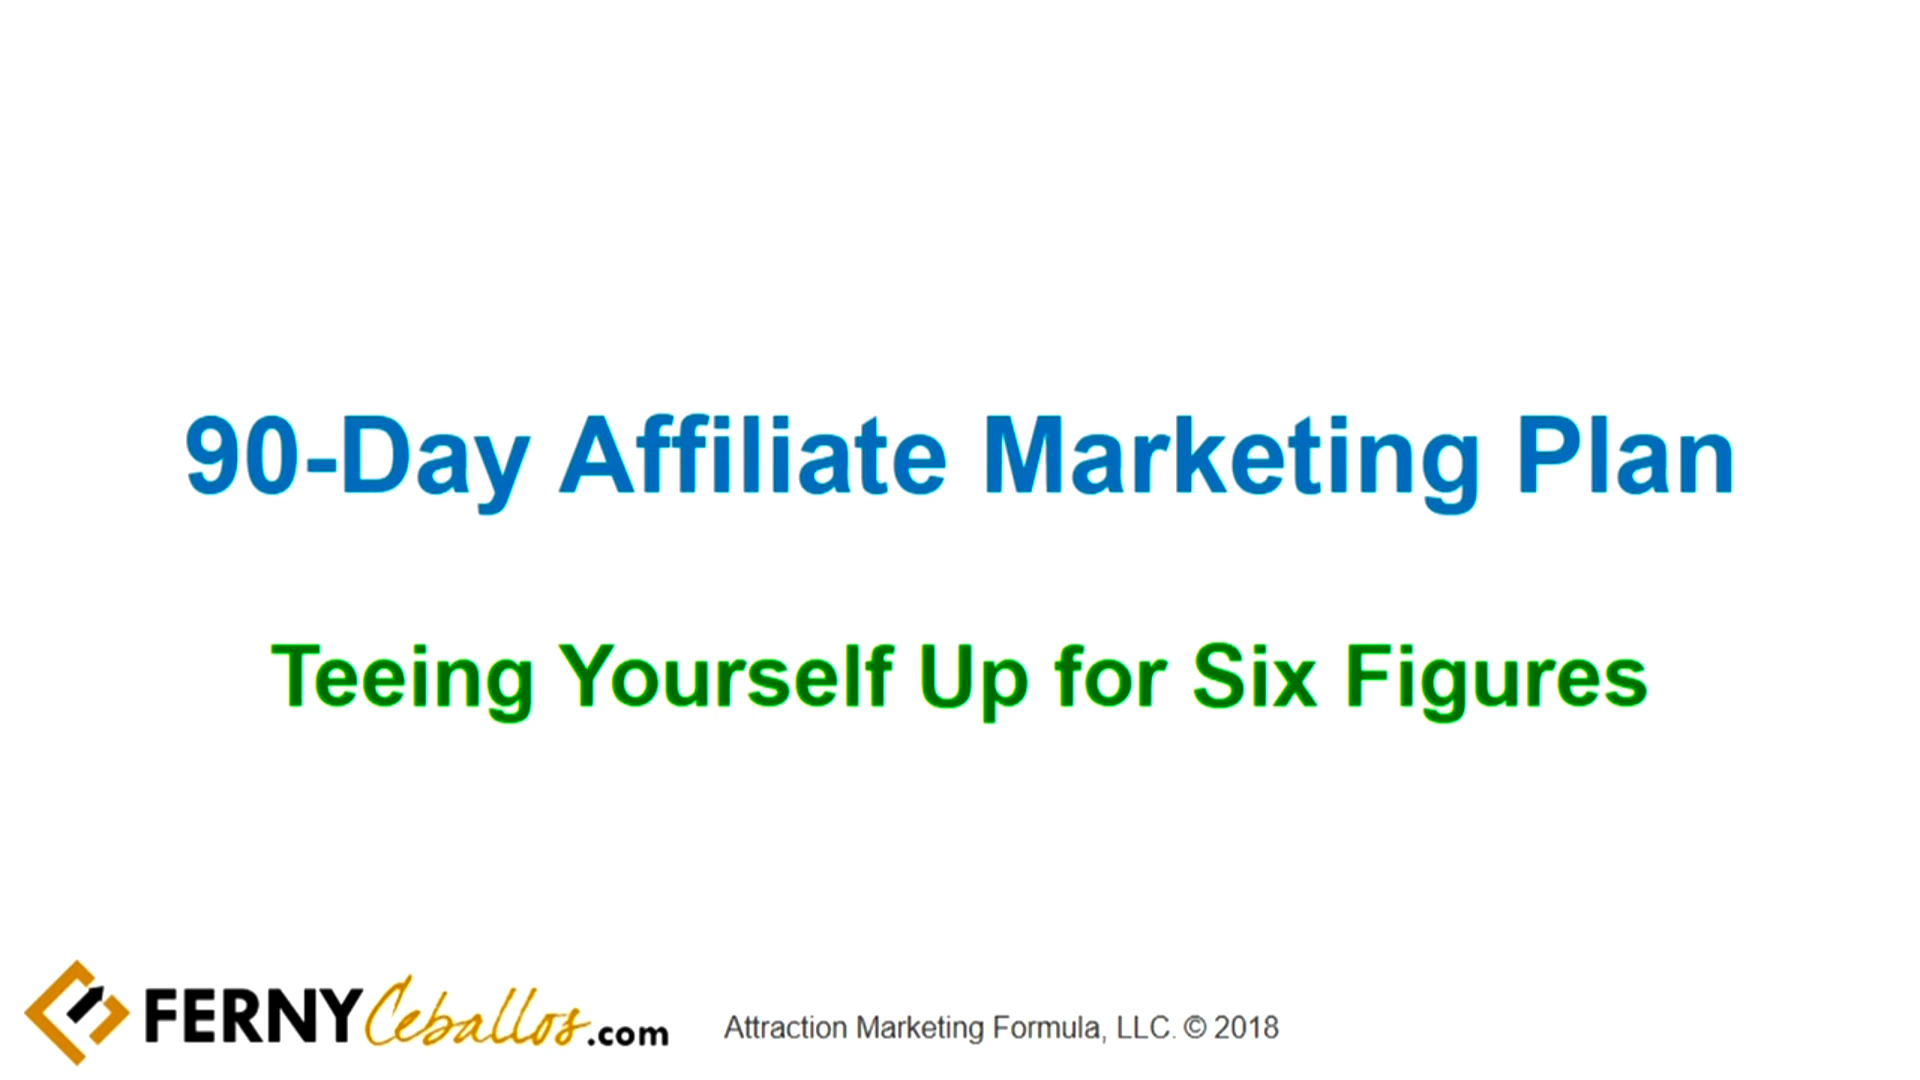 90-Day Affiliate Marketing Plan
Teeing Yourself Up for Six Figures
FERNY Ceballos .com
Attraction Marketing Formula, LLC. © 2018